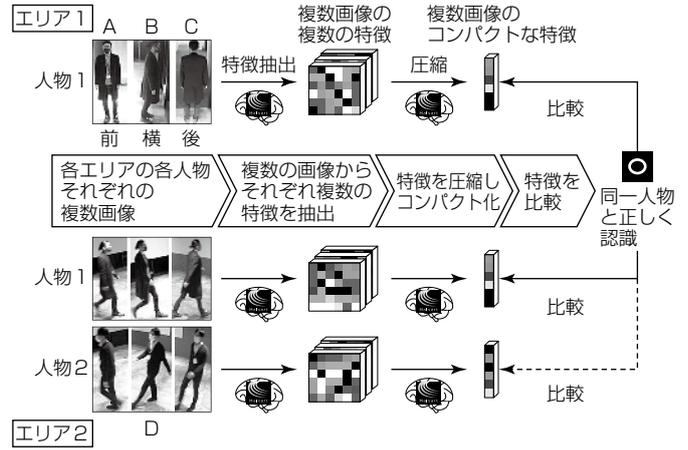 エリア1
A B C
人物1
前 横 後
特徴抽出
複数画像の
複数の特徴
圧縮
複数画像の
コンパクトな特徴
比較
各エリアの各人物
それぞれの
複数画像
複数の画像から
それぞれ複数の
特徴を抽出
特徴を圧縮し
コンパクト化
特徴を
比較
同一人物
と正しく
認識
人物1
比較
人物2
比較
D
エリア2